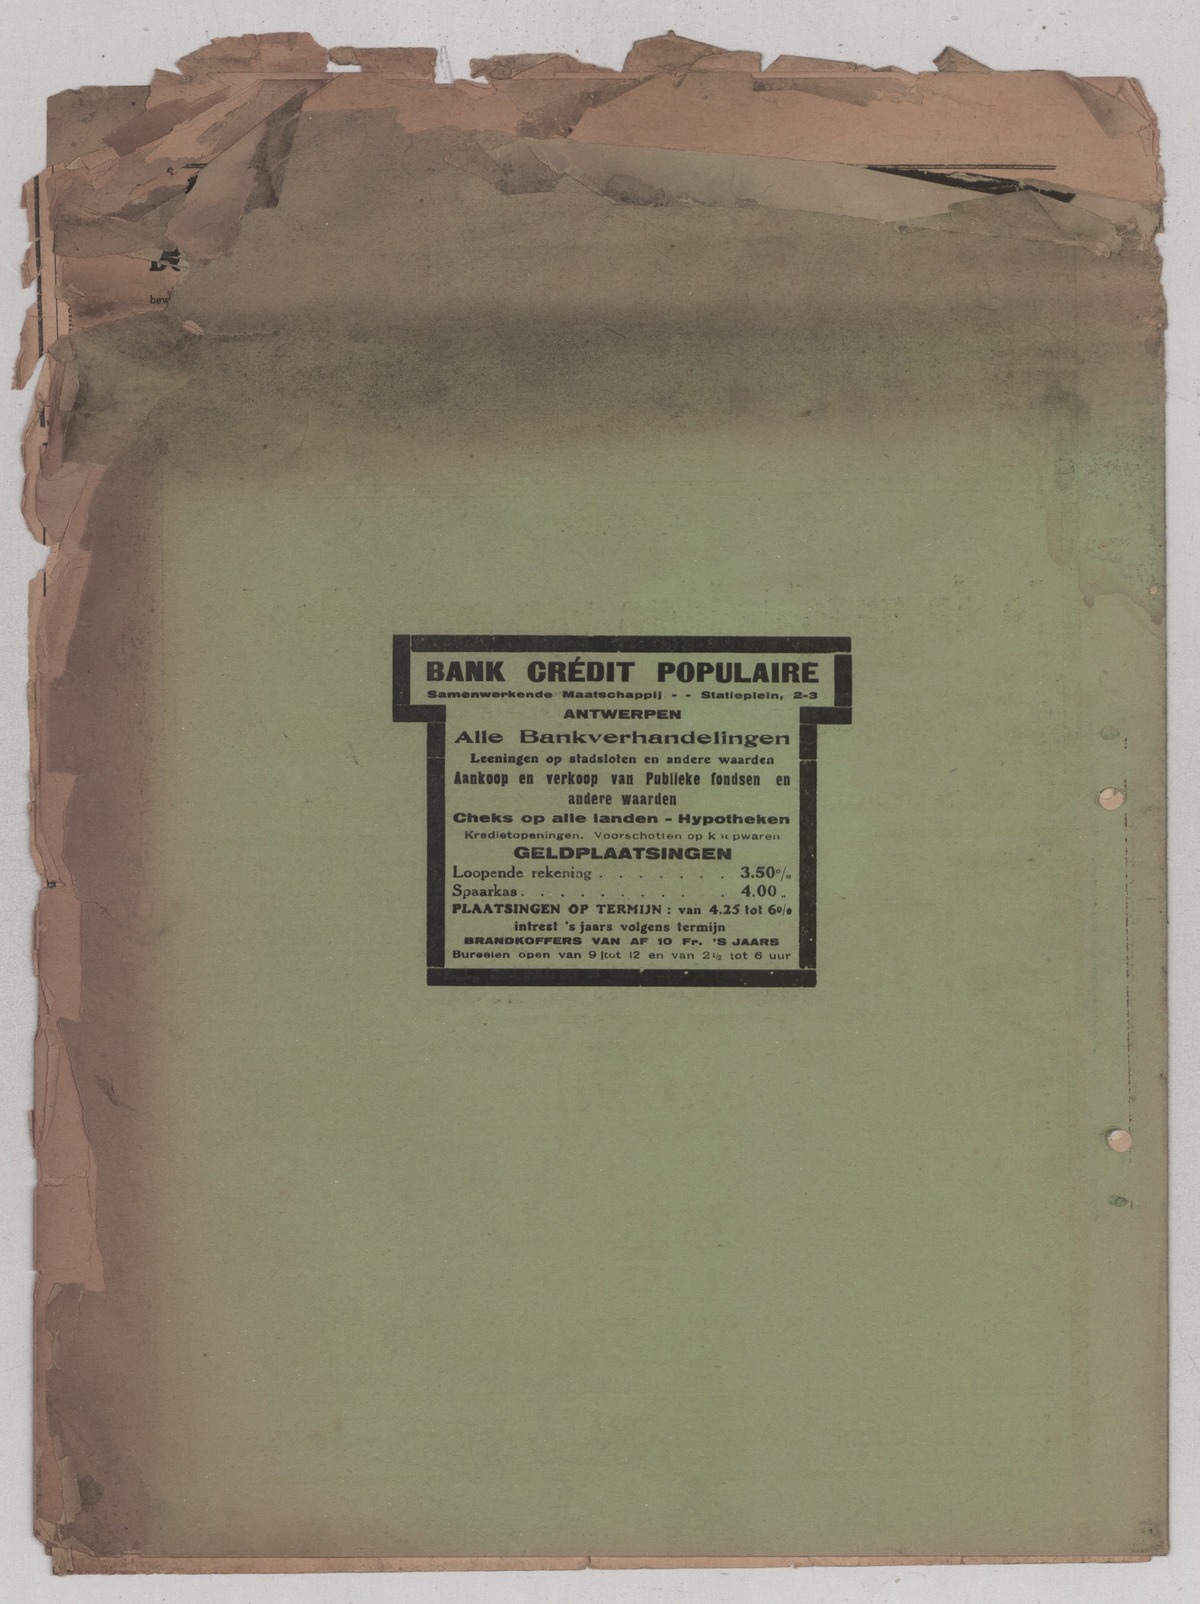 bew
BANK CRÉDIT POPULAIRE
Samenwerkende Maatschappij - - Statieplein, 2-3
ANTWERPEN
Alle Bankverhandelingen
Leeningen op stadsloten en andere waarden
Aankoop en verkoop van Publieke fondsen en
andere waarden
Cheks op alle landen - Hypotheken
Kredietopeningen. Voorschotten op
GELDPLAATSINGEN
Loopende rekening . . . . . . . 3.50%
Spaarkas . . . . . . . . . . . 4.00 „
PLAATSINGEN OP TERMIJN : van 4.25 tot 6%
intrest 's jaars volgens termijn
BRANDKOFFERS VAN AF 10 Fr. 'S JAARS
Bureelen open van 9 tot 12 en van 2½ tot 6 uur